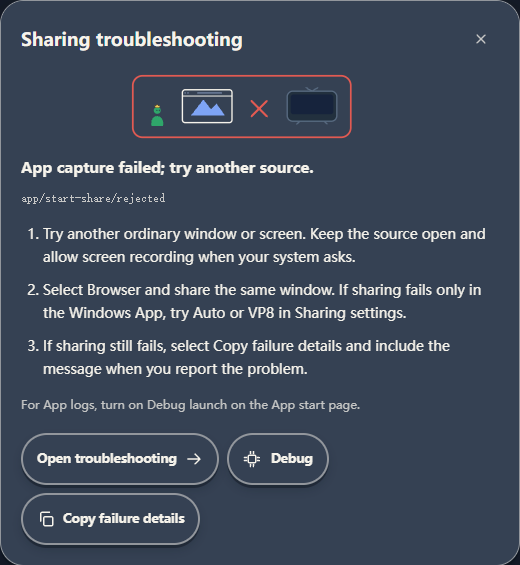 Sharing troubleshooting
App capture failed; try another source.
app/start-share/rejected
1. Try another ordinary window or screen. Keep the source open and
allow screen recording when your system asks.
2. Select Browser and share the same window. If sharing fails only in
the Windows App, try Auto or VP8 in Sharing settings.
3. If sharing still fails, select Copy failure details and include the
message when you report the problem.
For App logs, turn on Debug launch on the App start page.
Open troubleshooting
Debug
Copy failure details